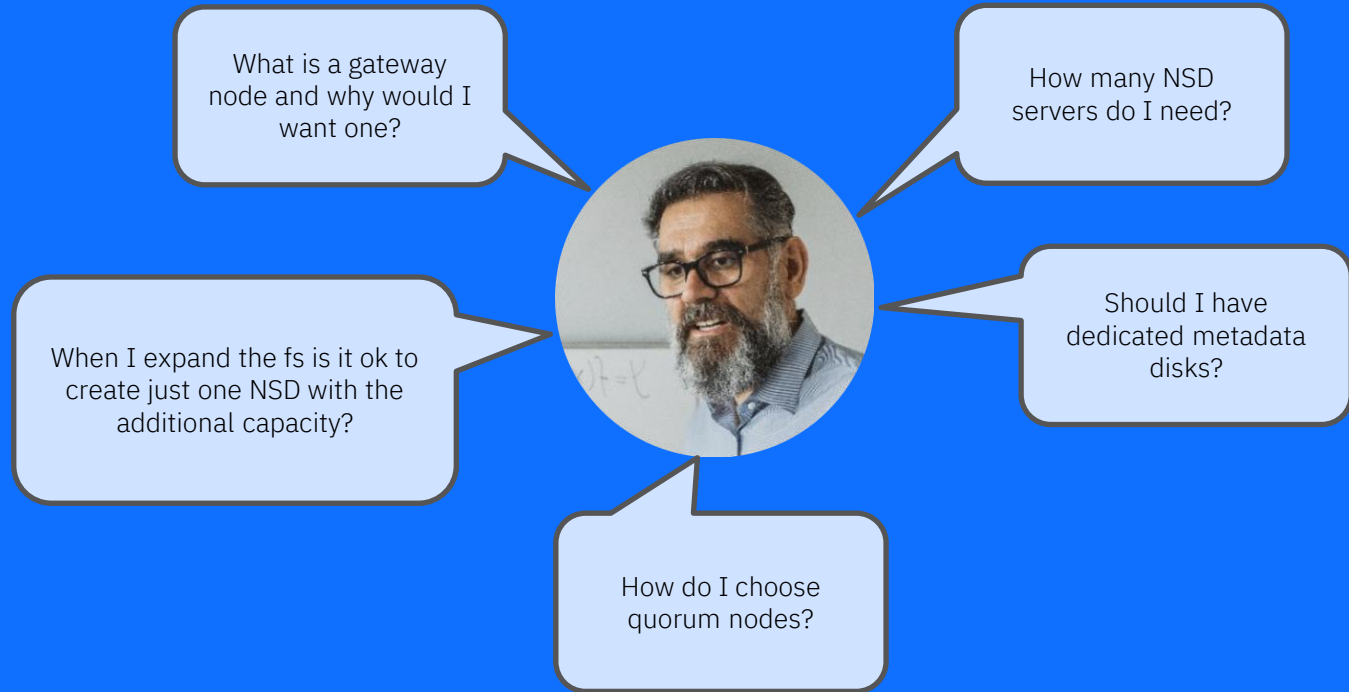 What is a gateway
node and why would I
want one?
How many NSD
servers do I need?
When I expand the fs is it ok to
create just one NSD with the
additional capacity?
Should I have
dedicated metadata
disks?
How do I choose
quorum nodes?